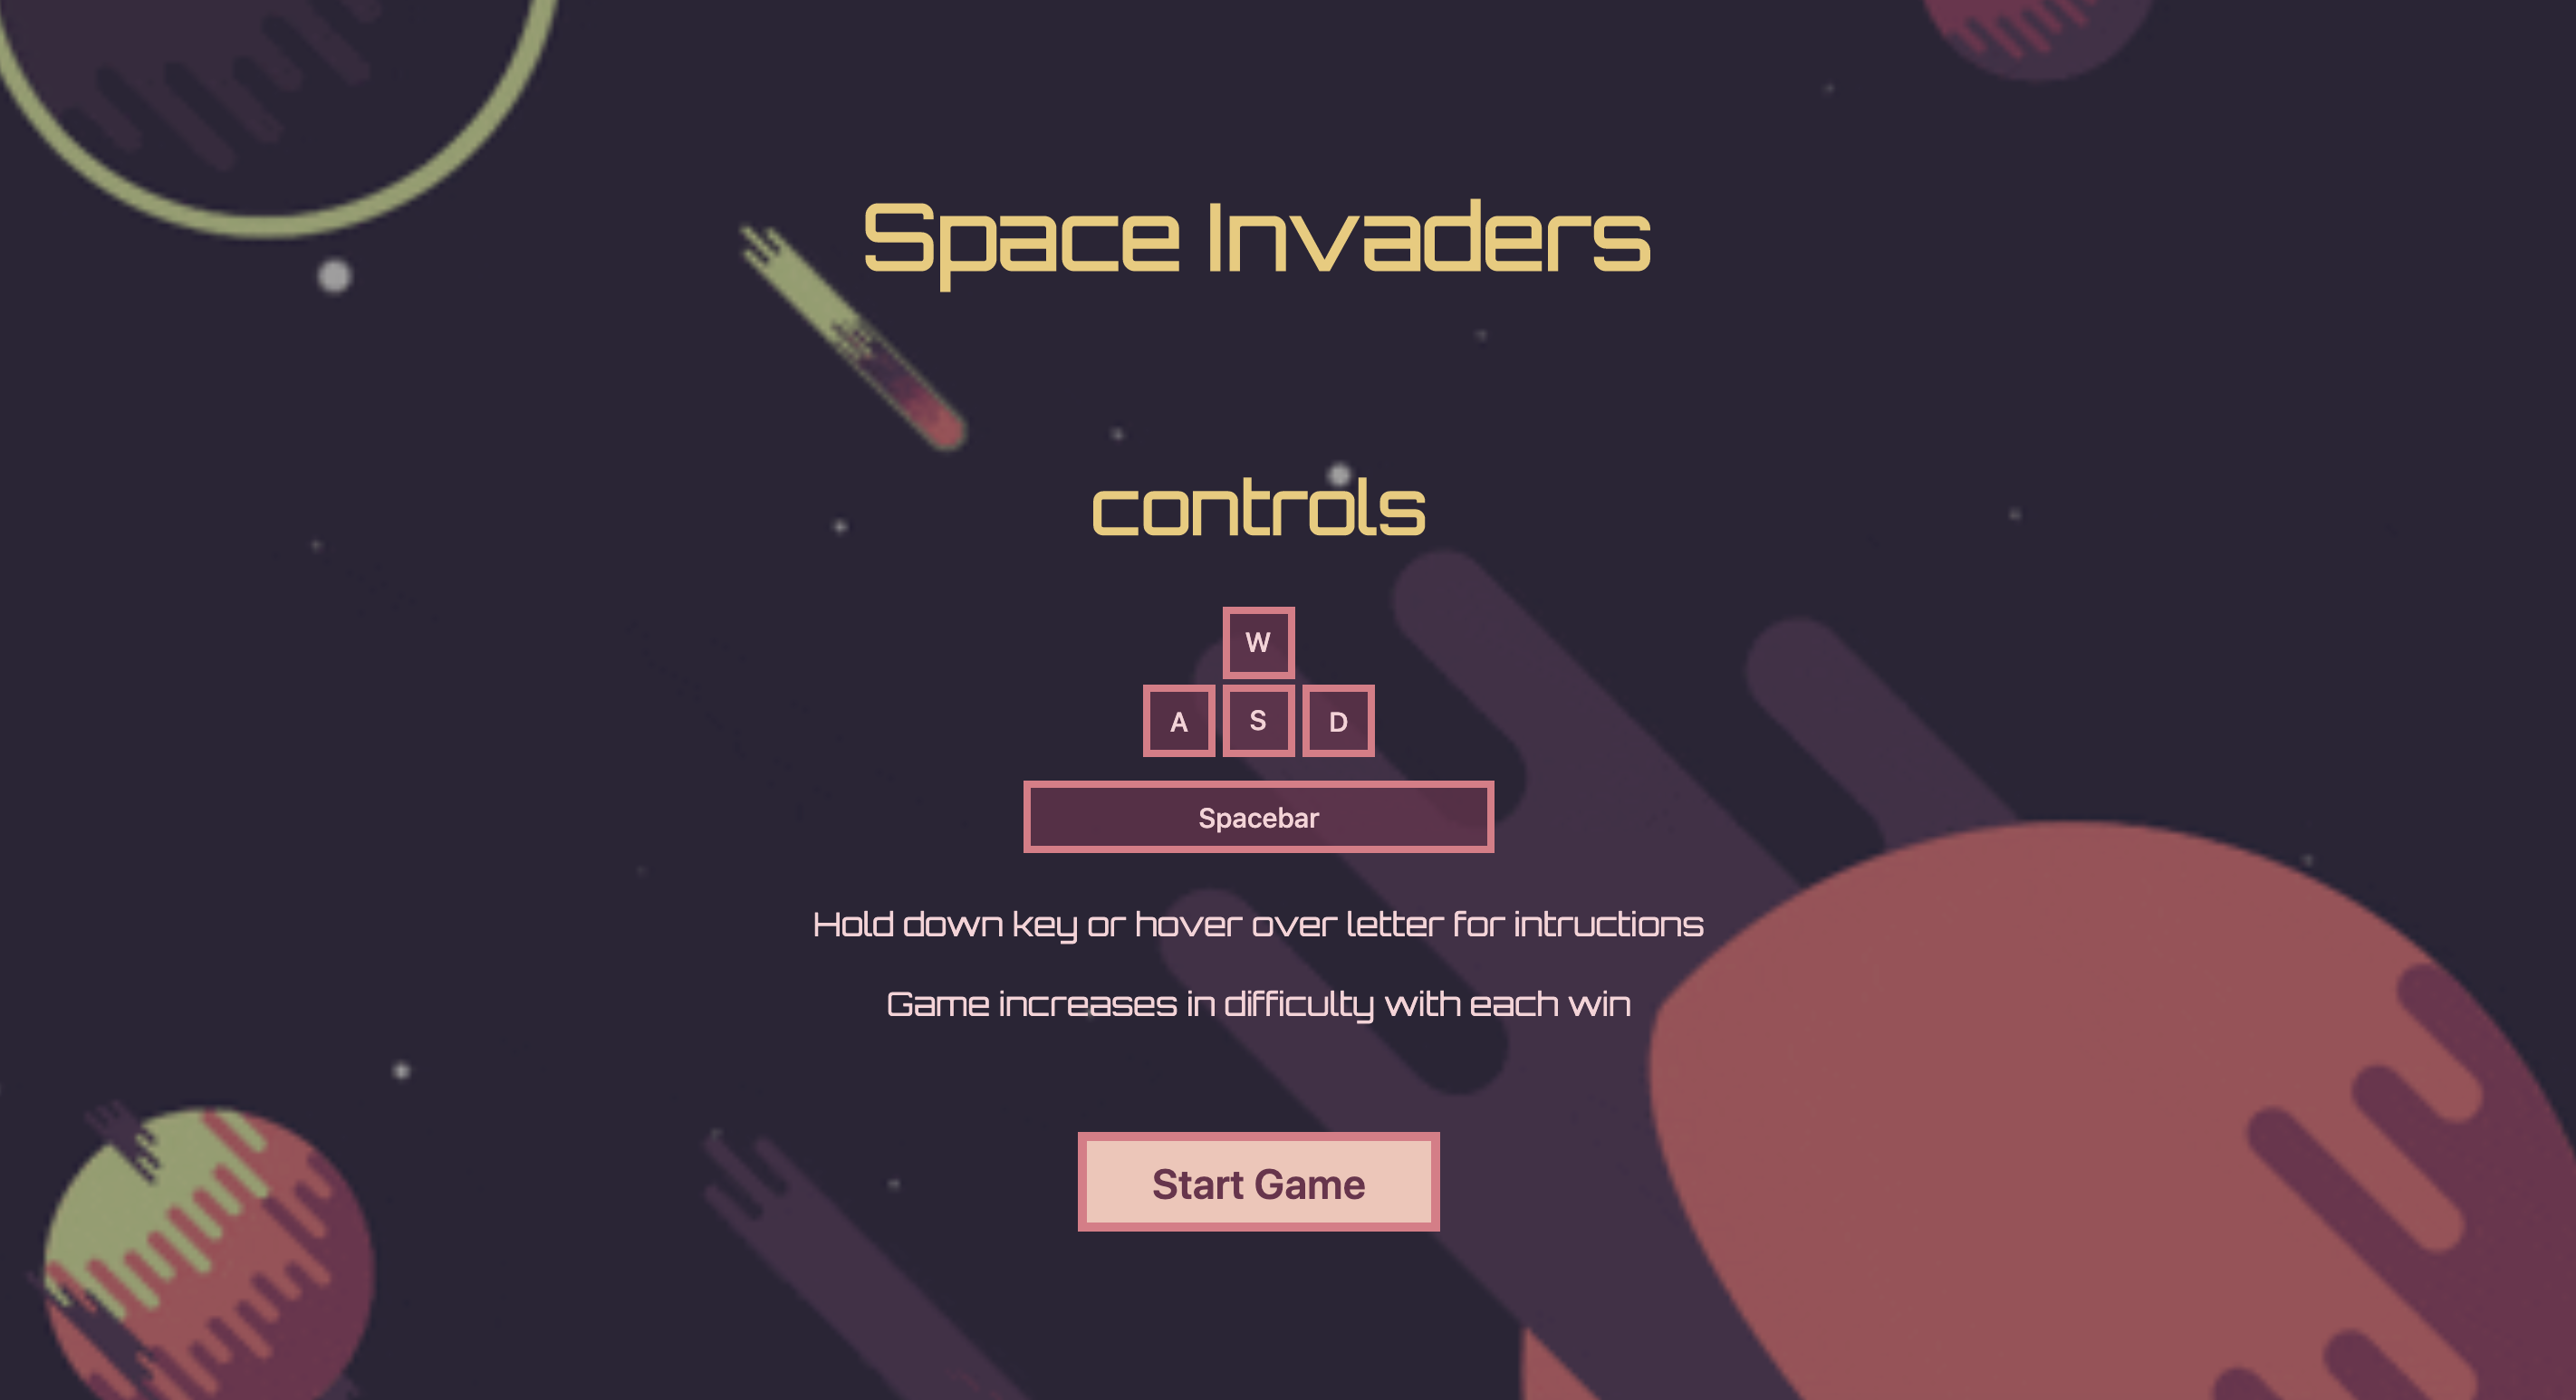 Space Invaders
controls
W
A S D
Spacebar
Hold down key or hover over letter for intructions
Game increases in difficulty with each win
Start Game